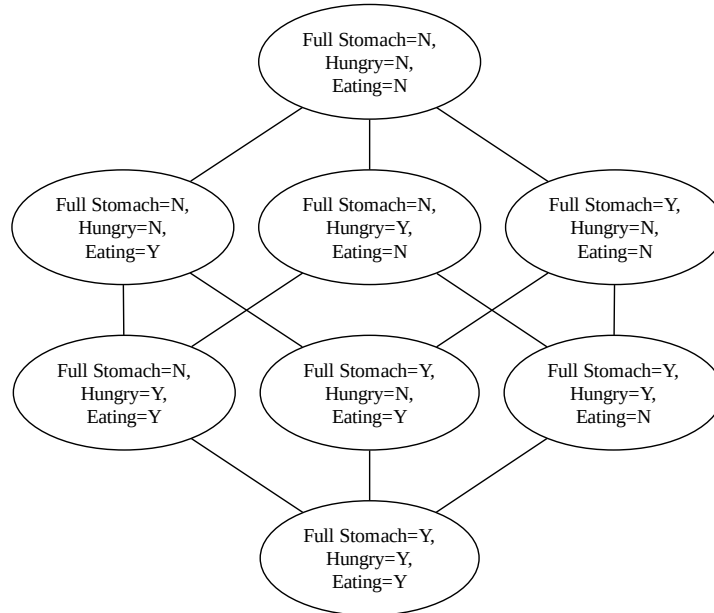 Full Stomach=N,
Hungry=N,
Eating=N
Full Stomach=N,
Hungry=N,
Eating=Y
Full Stomach=N,
Hungry=Y,
Eating=N
Full Stomach=Y,
Hungry=N,
Eating=N
Full Stomach=N,
Hungry=Y,
Eating=Y
Full Stomach=Y,
Hungry=N,
Eating=Y
Full Stomach=Y,
Hungry=Y,
Eating=N
Full Stomach=Y,
Hungry=Y,
Eating=Y